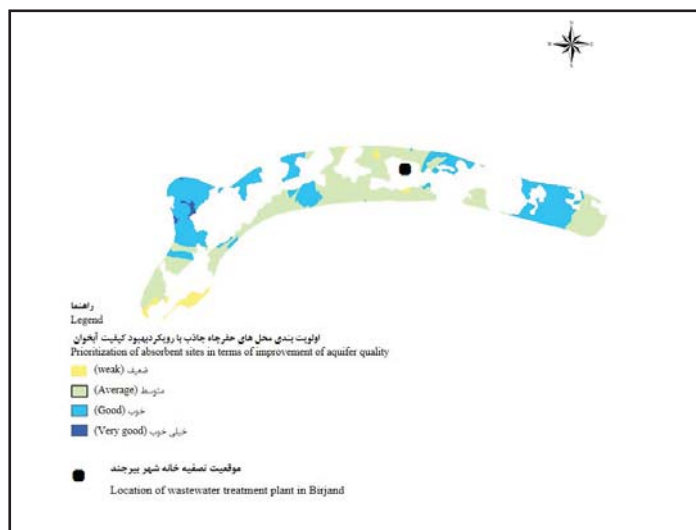 N
W
E
S
راهنما
Legend
اولویت بندی محل های حفرچاه جاذب با رویکردبهبود کیفیت آبخوان
Prioritization of absorbent sites in terms of improvement of aquifer quality
ضعیف (weak)
متوسط (Average)
خوب (Good)
خیلی خوب (Very good)
موقعیت تصفیه خانه شهر بیرجند
Location of wastewater treatment plant in Birjand